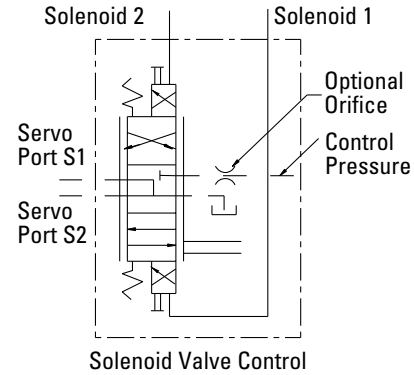 Solenoid 2
Solenoid 1
Optional
Orifice
Control
Pressure
Servo
Port S1
Servo
Port S2
Solenoid Valve Control